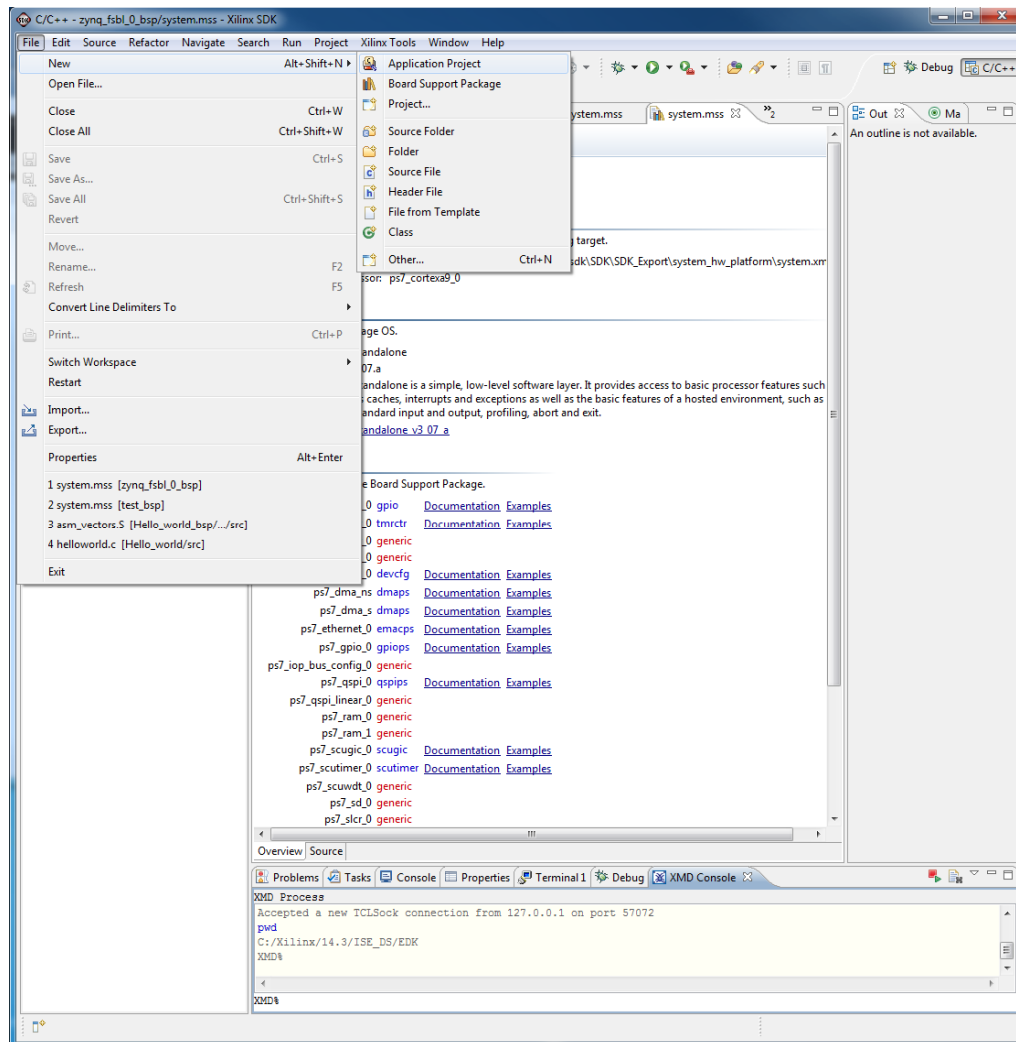 C/C++ - zynq_fsbl_0_bsp/system.mss - Xilinx SDK
File Edit Source Refactor Navigate Search Run Project Xilinx Tools Window Help
New Alt+Shift+N
Open File...
Close Ctrl+W
Close All Ctrl+Shift+W
Save Ctrl+S
Save As...
Save All Ctrl+Shift+S
Revert
Move...
Rename... F2
Refresh F5
Convert Line Delimiters To
Print... Ctrl+P
Switch Workspace
Restart
Import...
Export...
Properties Alt+Enter
1 system.mss [zynq_fsbl_0_bsp]
2 system.mss [test_bsp]
3 asm_vectors.S [Hello_world_bsp/.../src]
4 helloworld.c [Hello_world/src]
Exit
Application Project
Board Support Package
Project...
Source Folder
Folder
Source File
Header File
File from Template
Class
Other... Ctrl+N
Debug C/C++
ystem.mss system.mss 2
Out Ma
An outline is not available.
target.
sdk\SDK\SDK_Export\system_hw_platform\system.xm
ssor: ps7_cortexa9_0
age OS.
andalone
07.a
andalone is a simple, low-level software layer. It provides access to basic processor features such
caches, interrupts and exceptions as well as the basic features of a hosted environment, such as
andard input and output, profiling, abort and exit.
andalone_v3_07_a
e Board Support Package.
_0 gpio Documentation Examples
_0 tmrctr Documentation Examples
_0 generic
_0 generic
_0 devcfg Documentation Examples
ps7_dma_ns dmaps Documentation Examples
ps7_dma_s dmaps Documentation Examples
ps7_ethernet_0 emacps Documentation Examples
ps7_gpio_0 gpiops Documentation Examples
ps7_iop_bus_config_0 generic
ps7_qspi_0 qspips Documentation Examples
ps7_qspi_linear_0 generic
ps7_ram_0 generic
ps7_ram_1 generic
ps7_scugic_0 scugic Documentation Examples
ps7_scutimer_0 scutimer Documentation Examples
ps7_scuwdt_0 generic
ps7_sd_0 generic
ps7_slcr_0 generic
Overview Source
Problems Tasks Console Properties Terminal 1 Debug XMD Console
XMD Process
Accepted a new TCLSock connection from 127.0.0.1 on port 57072
pwd
C:/Xilinx/14.3/ISE_DS/EDK
XMD%
XMD%